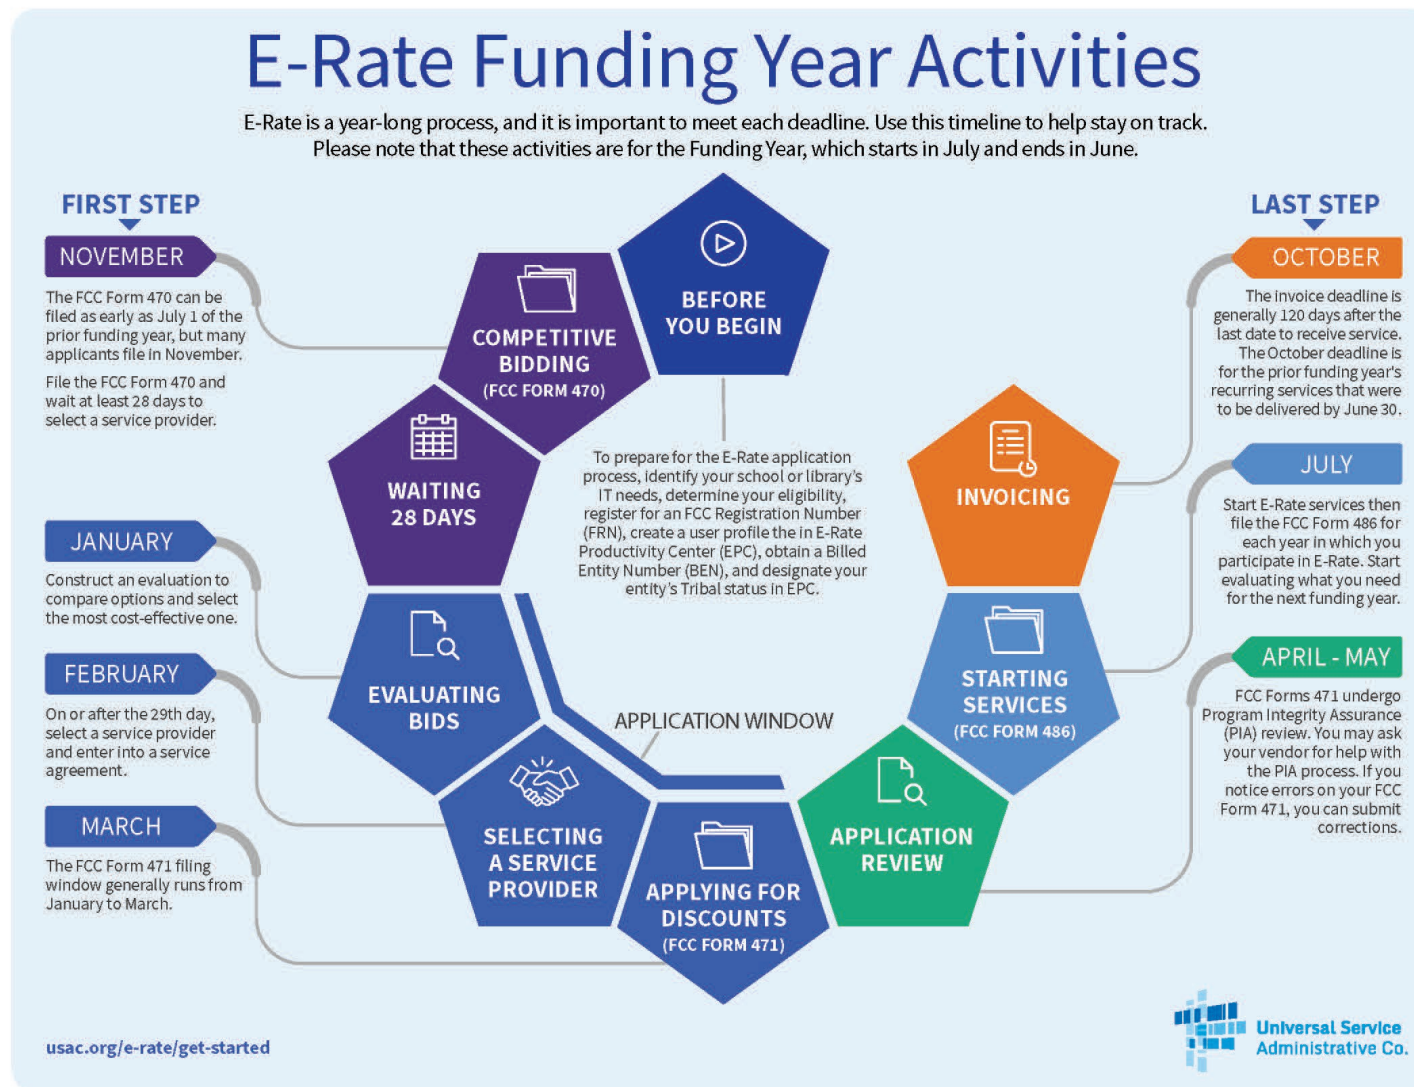 E-Rate Funding Year Activities
E-Rate is a year-long process, and it is important to meet each deadline. Use this timeline to help stay on track.
Please note that these activities are for the Funding Year, which starts in July and ends in June.
FIRST STEP
NOVEMBER
The FCC Form 470 can be
filed as early as July 1 of the
prior funding year, but many
applicants file in November.
File the FCC Form 470 and
wait at least 28 days to
select a service provider.
JANUARY
Construct an evaluation to
compare options and select
the most cost-effective one.
FEBRUARY
On or after the 29th day,
select a service provider
and enter into a service
agreement.
MARCH
The FCC Form 471 filing
window generally runs from
January to March.
BEFORE
YOU BEGIN
To prepare for the E-Rate application
process, identify your school or library's
IT needs, determine your eligibility,
register for an FCC Registration Number
(FRN), create a user profile the in E-Rate
Productivity Center (EPC), obtain a Billed
Entity Number (BEN), and designate your
entity's Tribal status in EPC.
COMPETITIVE
BIDDING
(FCC FORM 470)
WAITING
28 DAYS
EVALUATING
BIDS
SELECTING
A SERVICE
PROVIDER
APPLYING FOR
DISCOUNTS
(FCC FORM 471)
APPLICATION WINDOW
APPLICATION
REVIEW
STARTING
SERVICES
(FCC FORM 486)
INVOICING
LAST STEP
OCTOBER
The invoice deadline is
generally 120 days after the
last date to receive service.
The October deadline is
for the prior funding year's
recurring services that were
to be delivered by June 30.
JULY
Start E-Rate services then
file the FCC Form 486 for
each year in which you
participate in E-Rate. Start
evaluating what you need
for the next funding year.
APRIL - MAY
FCC Forms 471 undergo
Program Integrity Assurance
(PIA) review. You may ask
your vendor for help with
the PIA process. If you
notice errors on your FCC
Form 471, you can submit
corrections.
usac.org/e-rate/get-started
Universal Service
Administrative Co.